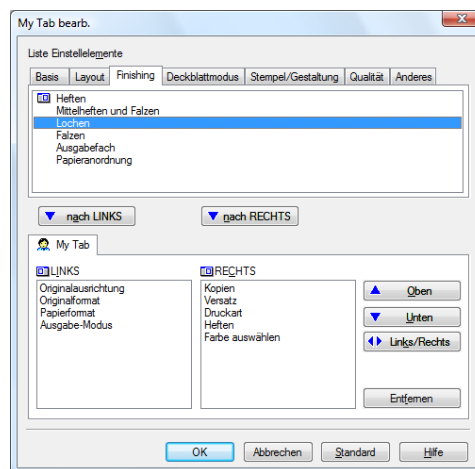 My Tab bearb.
Liste Einstellelemente
Basis Layout Finishing Deckblattmodus Stempel/Gestaltung Qualität Anderes
Heften
Mittelheften und Falzen
Lochen
Falzen
Ausgabefach
Papieranordnung
nach LINKS nach RECHTS
My Tab
LINKS RECHTS
Originalausrichtung
Originalformat
Papierformat
Ausgabe-Modus
Kopien
Versatz
Druckart
Heften
Farbe auswählen
Oben
Unten
Links/Rechts
Entfernen
OK Abbrechen Standard Hilfe